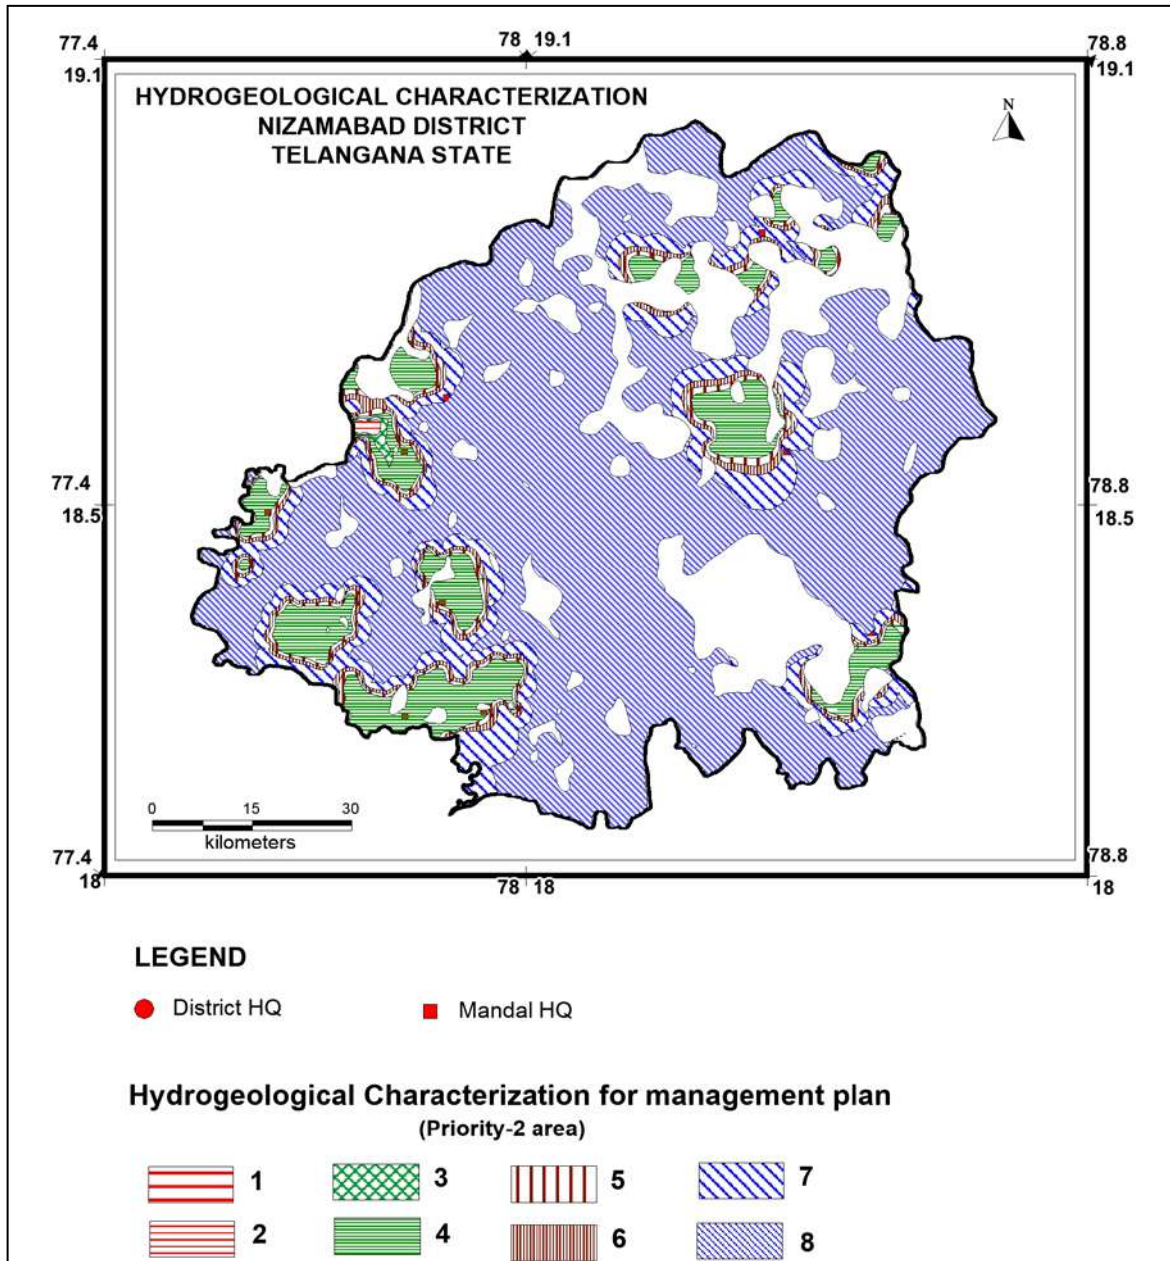 77.4
78 19.1
78.8
19.1
19.1
HYDROGEOLOGICAL CHARACTERIZATION
NIZAMABAD DISTRICT
TELANGANA STATE
N
77.4
18.5
78.8
18.5
0 15 30
kilometers
77.4
18
78 18
78.8
18
LEGEND
District HQ
Mandal HQ
Hydrogeological Characterization for management plan
(Priority-2 area)
1 3 5 7
2 4 6 8